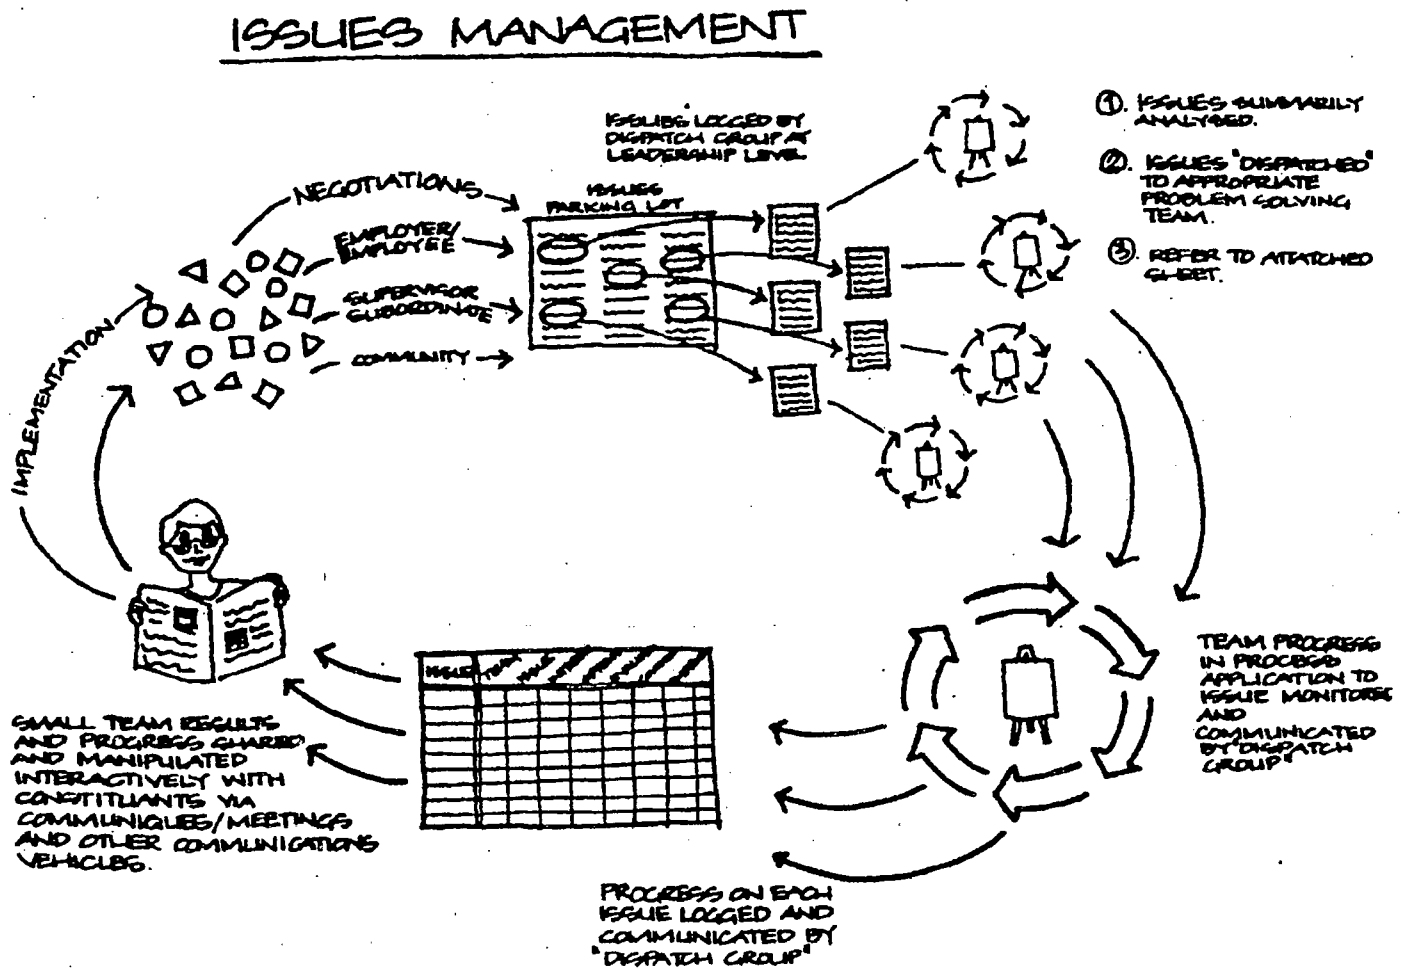 ISSUES MANAGEMENT
ISSUES LOGGED BY
DISPATCH GROUP AT
LEADERSHIP LEVEL
①. ISSUES SUMMARILY
ANALYSED.
②. ISSUES "DISPATCHED"
TO APPROPRIATE
PROBLEM SOLVING
TEAM.
③. REFER TO ATTATCHED
SHEET.
NEGOTIATIONS
EMPLOYER/
EMPLOYEE
SUPERVISOR
SUBORDINATE
COMMUNITY
ISSUES
PARKING LOT
IMPLEMENTATION
ISSUES TEAM
TEAM PROGRESS
IN PROCESS
APPLICATION TO
ISSUE MONITORED
AND
COMMUNICATED
BY "DISPATCH
GROUP"
SMALL TEAM RESULTS
AND PROGRESS SHARED
AND MANIPULATED
INTERACTIVELY WITH
CONSTITUANTS VIA
COMMUNIQUES/MEETINGS
AND OTHER COMMUNICATIONS
VEHICLES.
PROGRESS ON EACH
ISSUE LOGGED AND
COMMUNICATED BY
"DISPATCH GROUP"